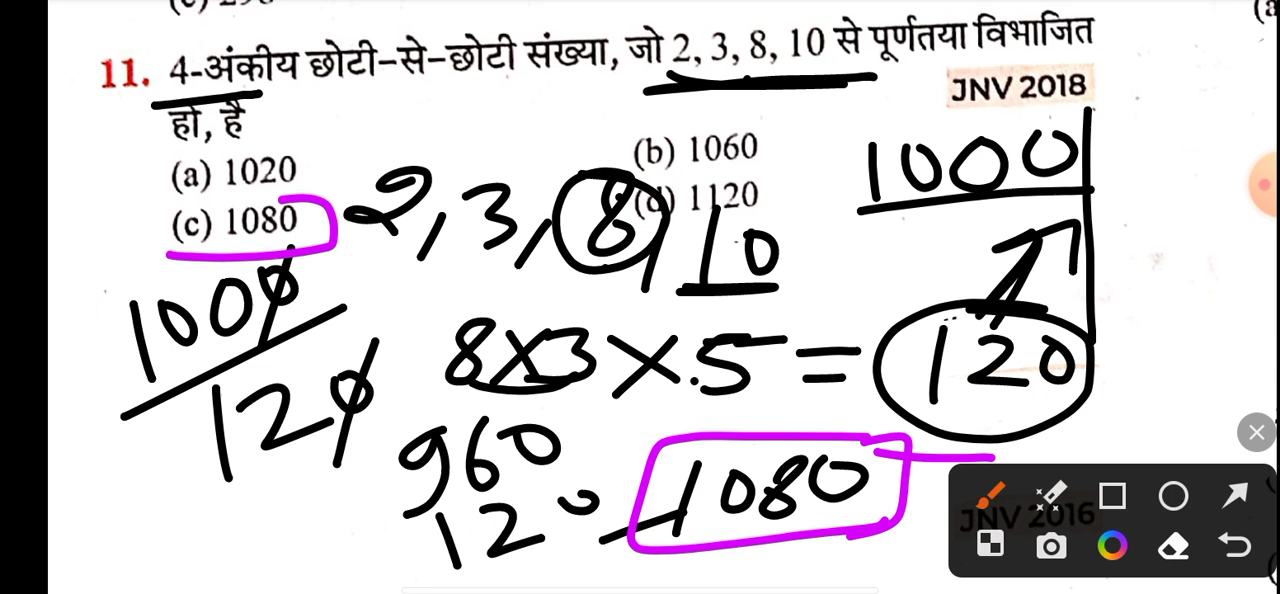 11. 4-अंकीय छोटी-से-छोटी संख्या, जो 2, 3, 8, 10 से पूर्णतया विभाजित
हो, है
JNV 2018
(a) 1020
(b) 1060
(c) 1080
(d) 1120
2, 3, 8, 10
1000
1000
120
8×3×5=120
960
120
1080
JNV 2016